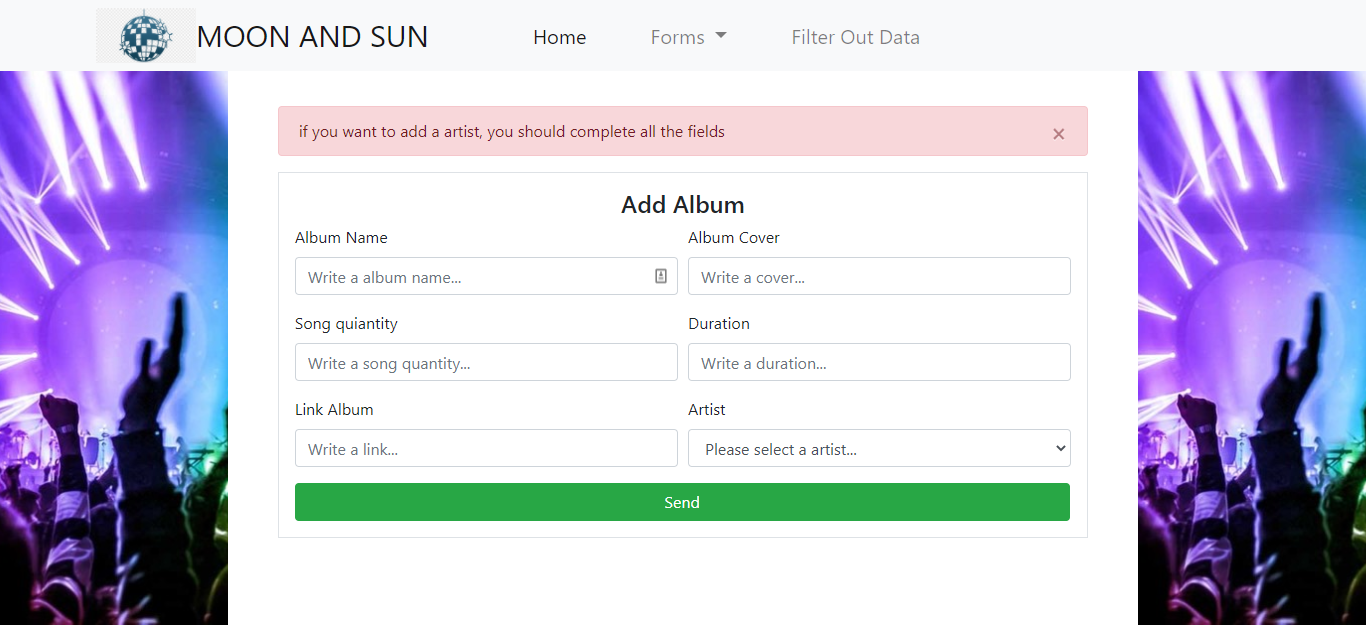 MOON AND SUN Home Forms Filter Out Data
if you want to add a artist, you should complete all the fields ×
Add Album
Album Name Album Cover
Write a album name... Write a cover...
Song quiantity Duration
Write a song quantity... Write a duration...
Link Album Artist
Write a link... Please select a artist...
Send